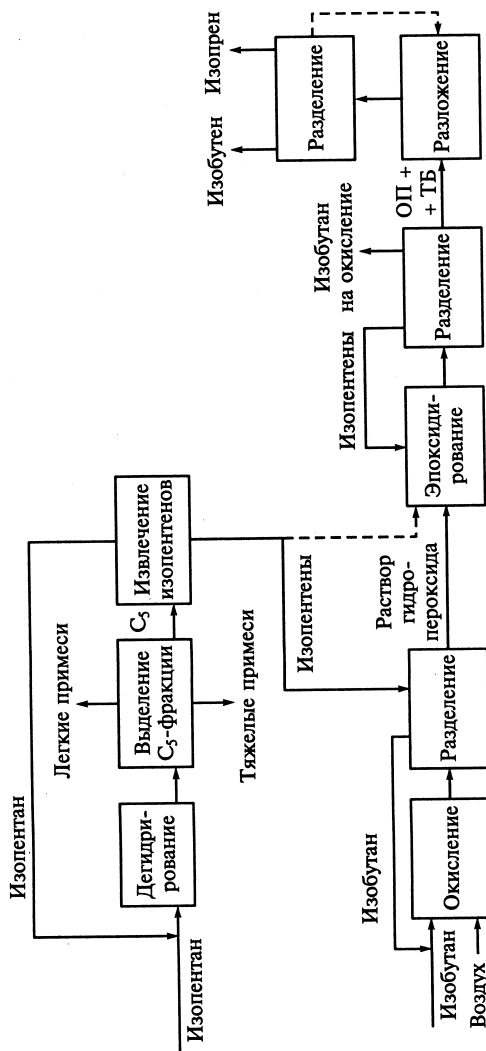 Изопентан
Изопентан
Дегидри-
рование
Легкие примеси
Выделение
C₅-фракции
Тяжелые примеси
C₅
Извлечение
изопентенов
Изопентены
Изобутан
Изобутан
Воздух
Окисление
Разделение
Раствор
гидро-
пероксида
Эпоксиди-
рование
Изопентены
Разделение
Изобутан
на окисление
ОП +
+ ТБ
Разложение
Разделение
Изобутен
Изопрен